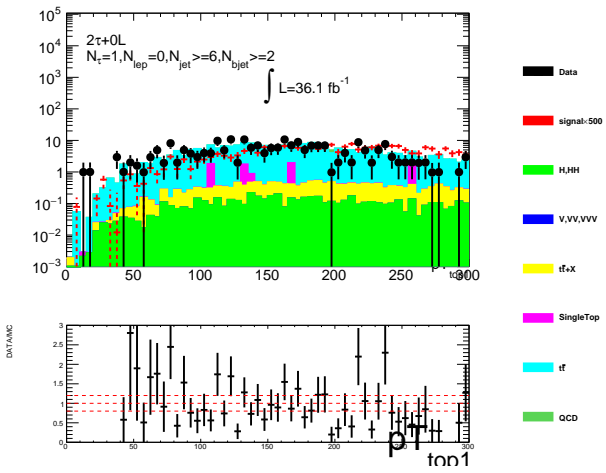 10^5
2τ+0L
N_τ=1,N_lep=0,N_jet>=6,N_bjet>=2
10^4
10^3
∫ L=36.1 fb^-1
10^2
10
1
10^-1
10^-2
10^-3
0 50 100 150 200 250 300
Data
signal×500
H,HH
V,VV,VVV
tt̄+X
SingleTop
tt̄
QCD
DATA/MC
3
2.5
2
1.5
1
0.5
0
0 50 100 150 200 250 300
pT
top1